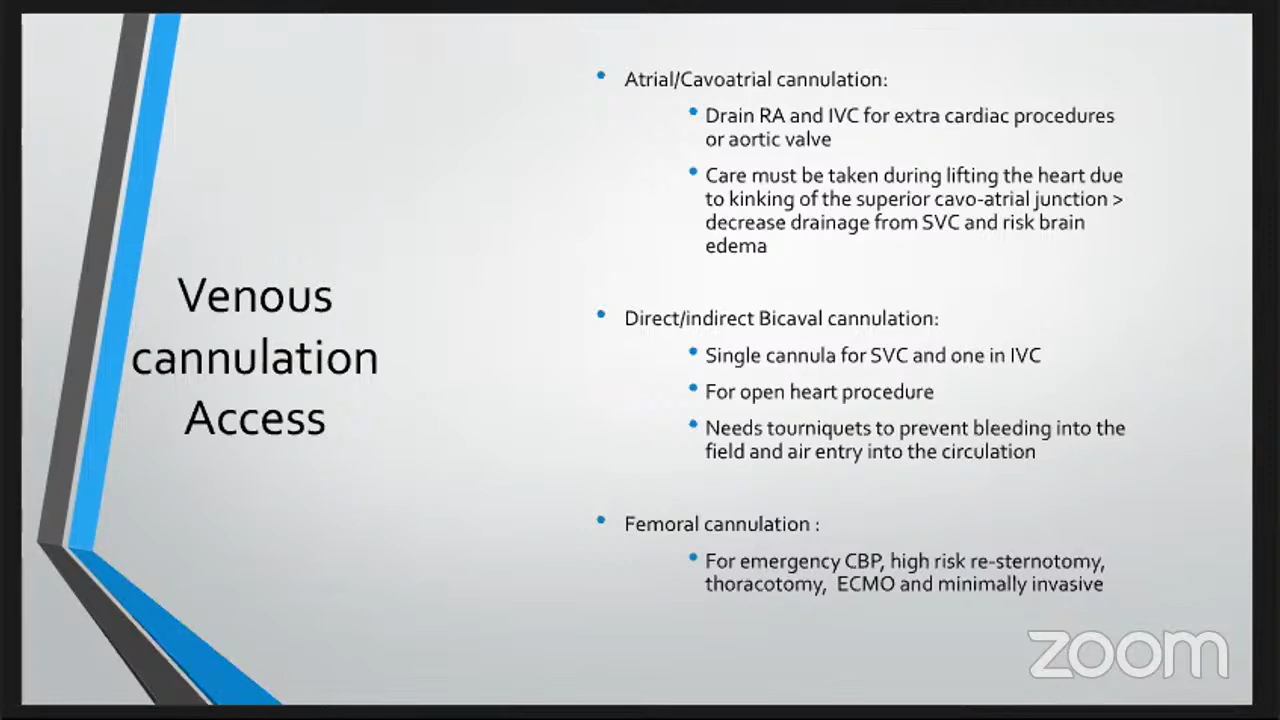 Venous
cannulation
Access
• Atrial/Cavoatrial cannulation:
• Drain RA and IVC for extra cardiac procedures
or aortic valve
• Care must be taken during lifting the heart due
to kinking of the superior cavo-atrial junction >
decrease drainage from SVC and risk brain
edema
• Direct/indirect Bicaval cannulation:
• Single cannula for SVC and one in IVC
• For open heart procedure
• Needs tourniquets to prevent bleeding into the
field and air entry into the circulation
• Femoral cannulation :
• For emergency CBP, high risk re-sternotomy,
thoracotomy, ECMO and minimally invasive
zoom